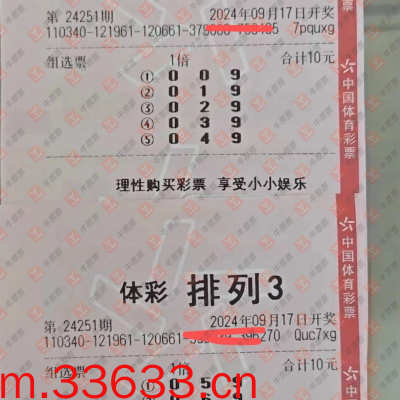 第 24251期 2024年09月17日开奖
110340-121961-120661- 7pquxg
组选票 1倍 合计10元
① 0 0 9
② 0 1 9
③ 0 2 9
④ 0 3 9
⑤ 0 4 9
理性购买彩票 享受小小娱乐
中国体育彩票
体彩 排列3
第 24251期 2024年09月17日开奖
110340-121961-120661- Quc7xg
组选票 1倍 合计10元
① 0 5 9
中国体育彩票
m.33633.cn